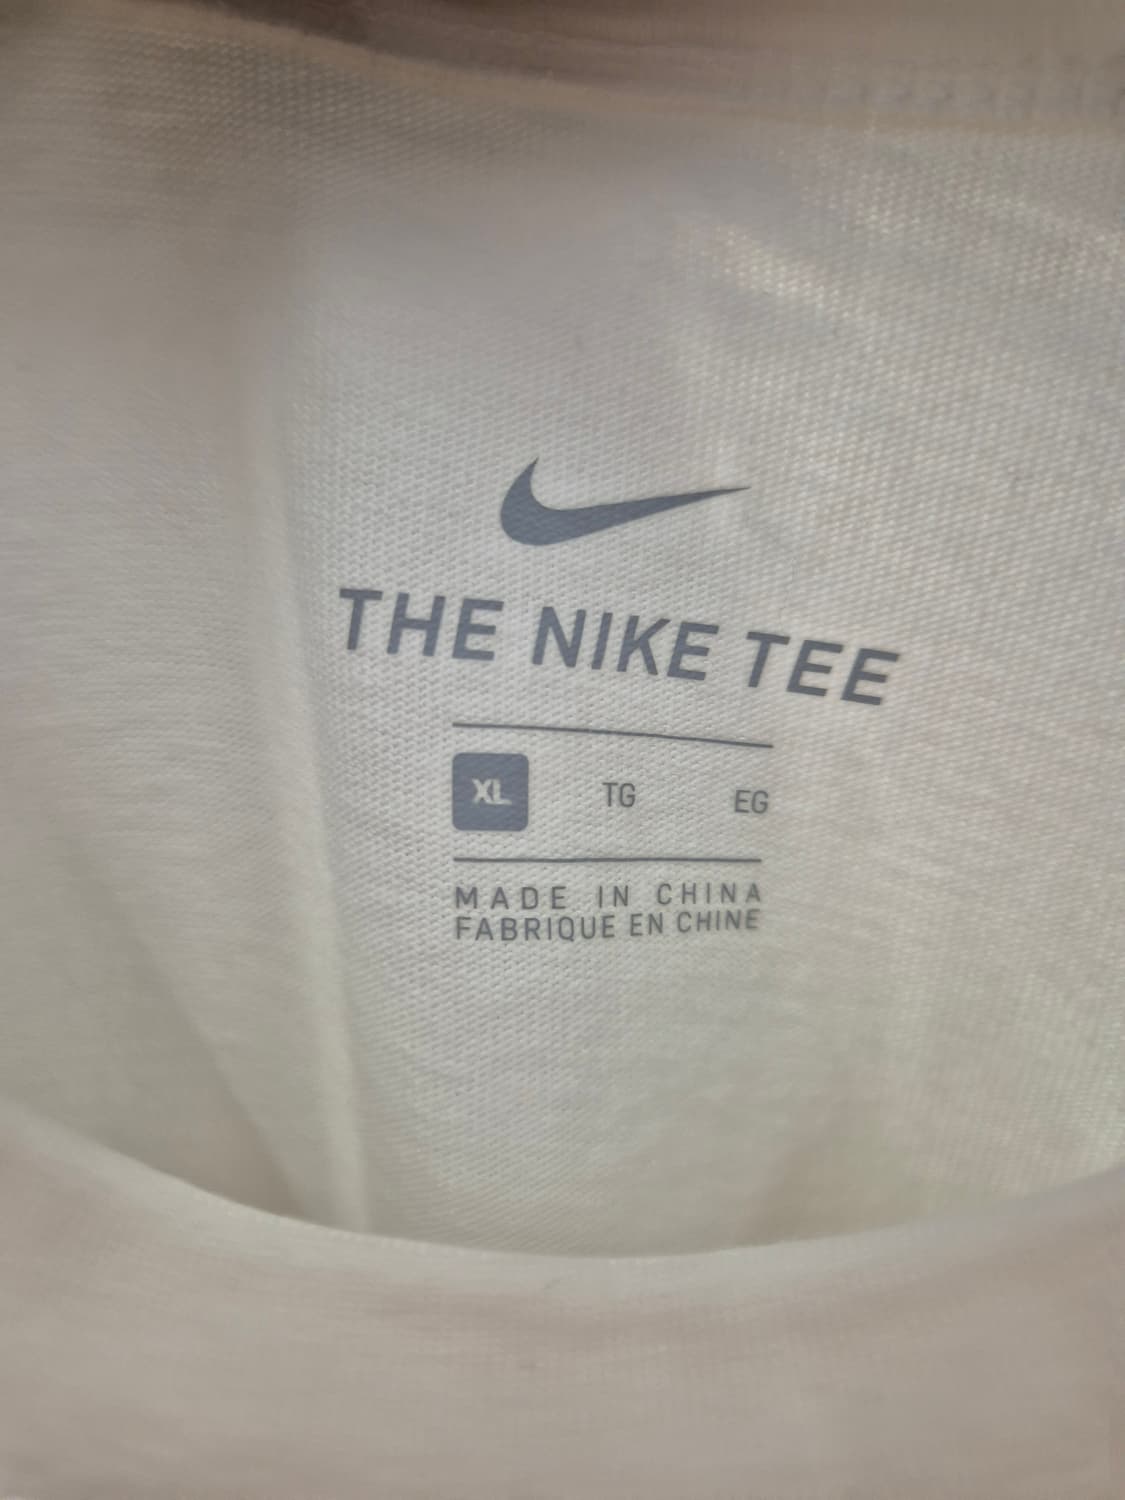 THE NIKE TEE
XL TG EG
MADE IN CHINA
FABRIQUE EN CHINE